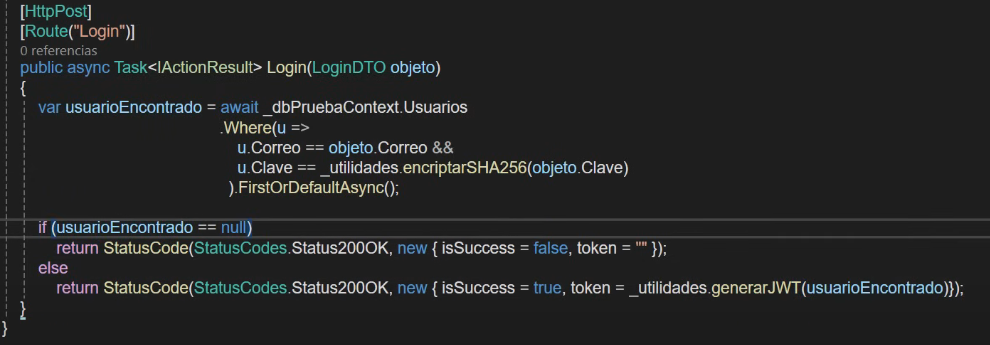 [HttpPost]
[Route("Login")]
0 referencias
public async Task<IActionResult> Login(LoginDTO objeto)
{
var usuarioEncontrado = await _dbPruebaContext.Usuarios
.Where(u =>
u.Correo == objeto.Correo &&
u.Clave == _utilidades.encriptarSHA256(objeto.Clave)
).FirstOrDefaultAsync();
if (usuarioEncontrado == null)
return StatusCode(StatusCodes.Status200OK, new { isSuccess = false, token = "" });
else
return StatusCode(StatusCodes.Status200OK, new { isSuccess = true, token = _utilidades.generarJWT(usuarioEncontrado)});
}
}